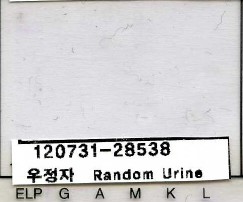 120731-28538
우정자 Random Urine
ELP G A M K L